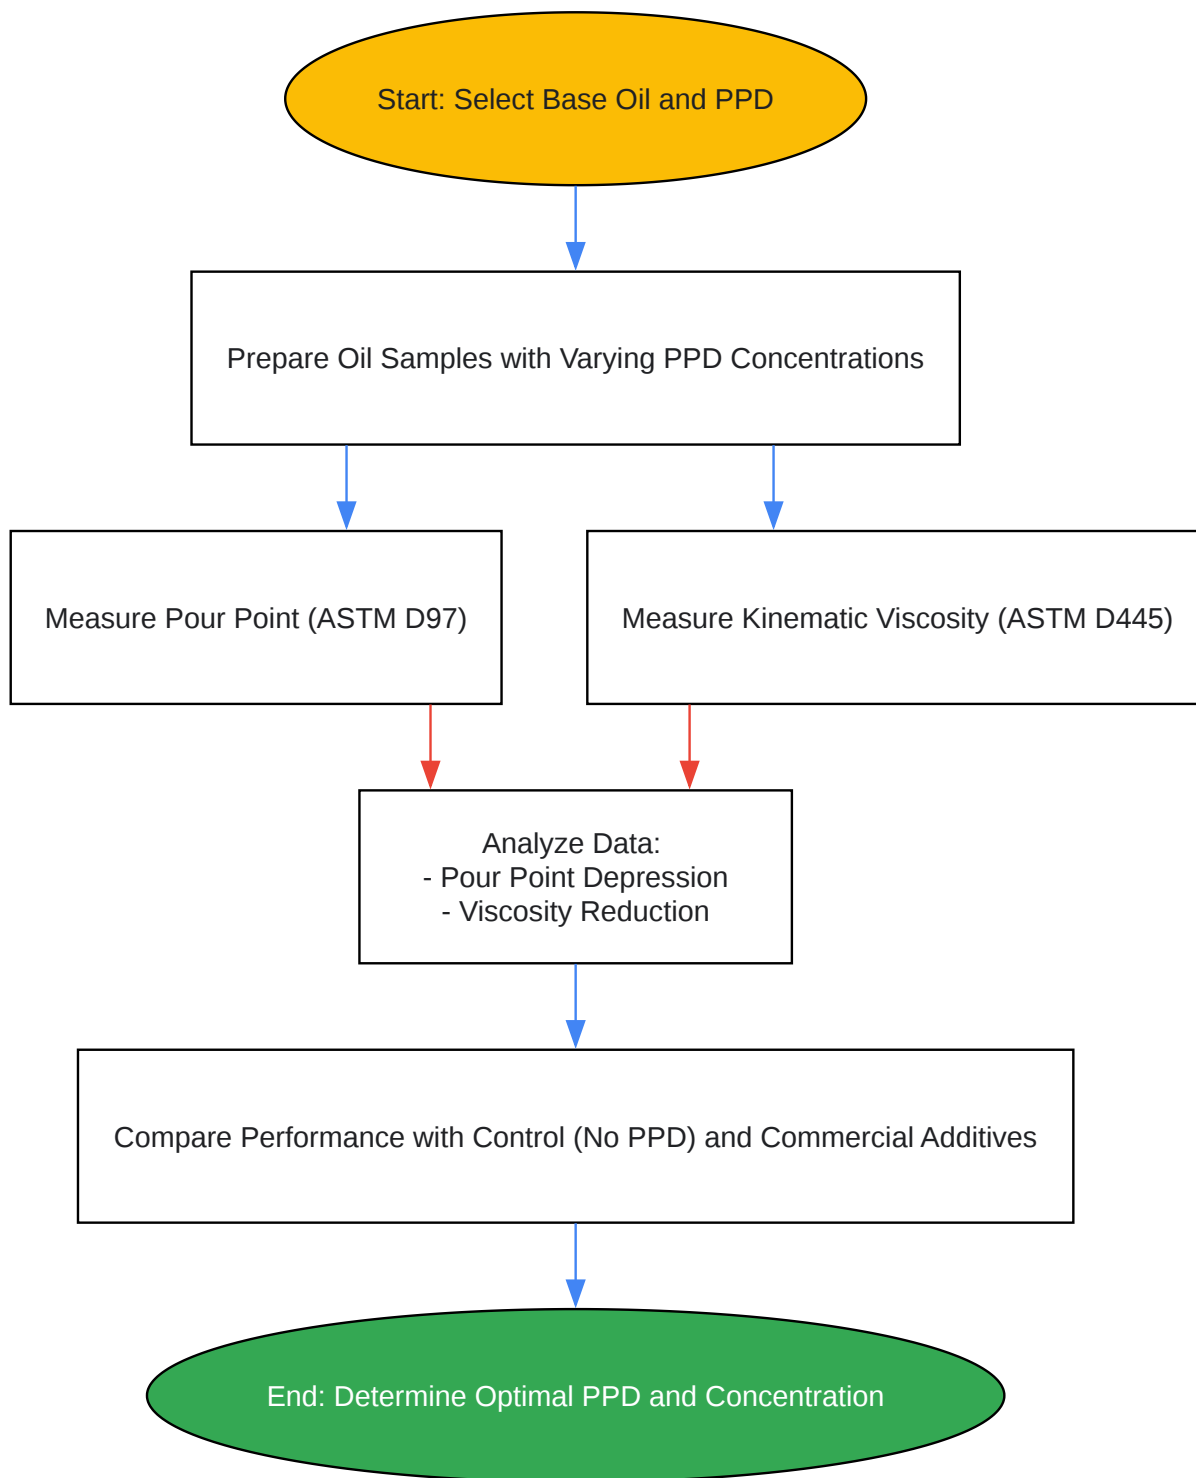 Start: Select Base Oil and PPD
Prepare Oil Samples with Varying PPD Concentrations
Measure Pour Point (ASTM D97)
Measure Kinematic Viscosity (ASTM D445)
Analyze Data:
- Pour Point Depression
- Viscosity Reduction
Compare Performance with Control (No PPD) and Commercial Additives
End: Determine Optimal PPD and Concentration